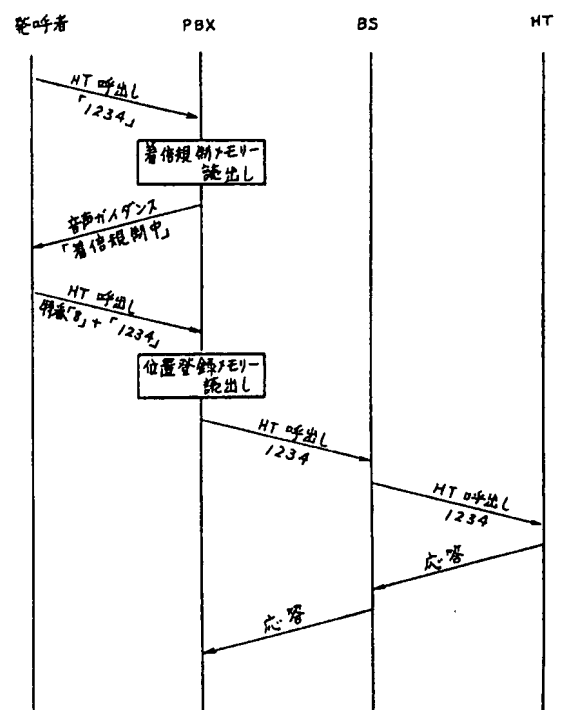 発呼者 PBX BS HT
HT 呼出し
「1234」
着信規制メモリー
読出し
音声ガイダンス
「着信規制中」
HT 呼出し
特番「8」+「1234」
位置登録メモリー
読出し
HT 呼出し
1234
HT 呼出し
1234
応答
応答